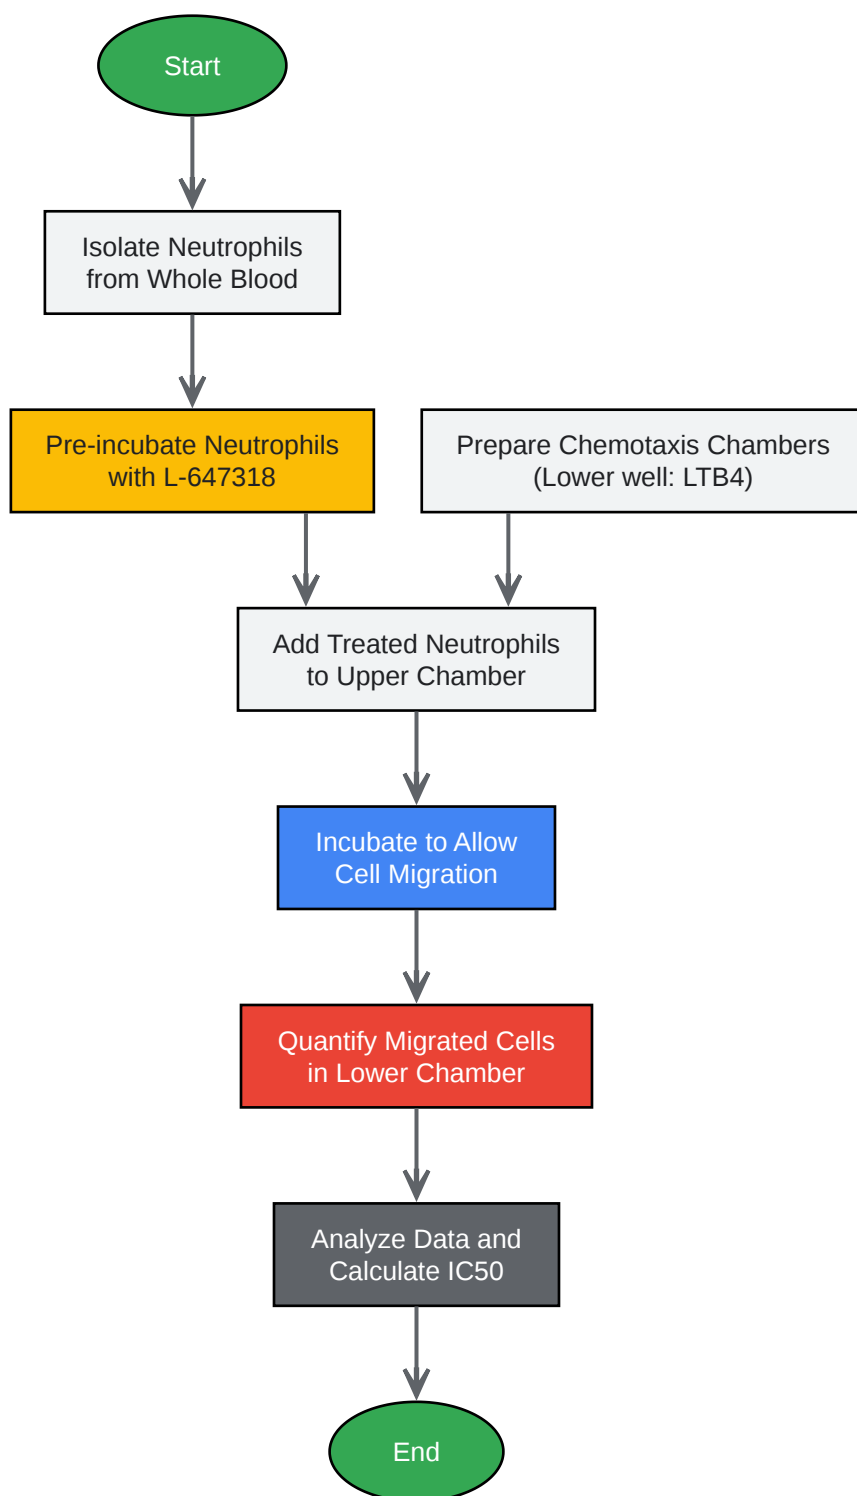 Start
Isolate Neutrophils
from Whole Blood
Pre-incubate Neutrophils
with L-647318
Prepare Chemotaxis Chambers
(Lower well: LTB4)
Add Treated Neutrophils
to Upper Chamber
Incubate to Allow
Cell Migration
Quantify Migrated Cells
in Lower Chamber
Analyze Data and
Calculate IC50
End